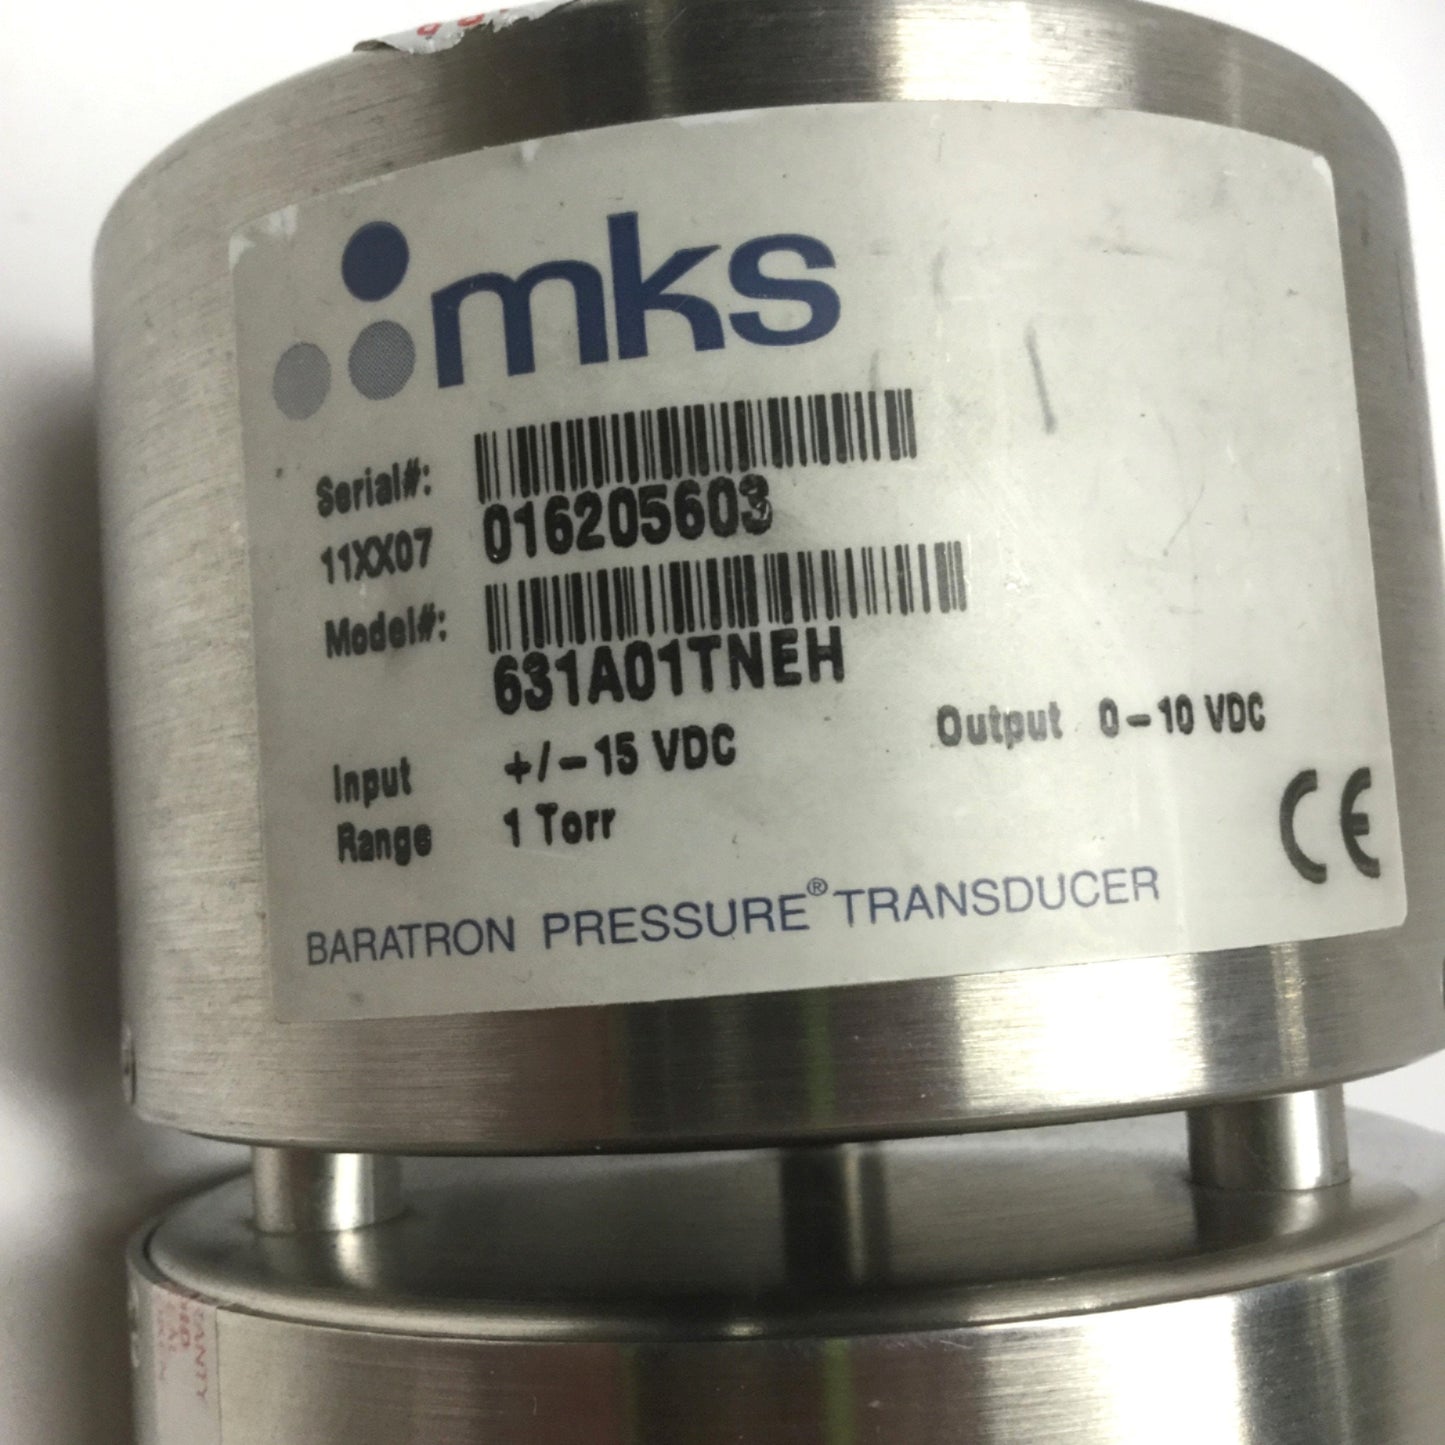 mks
Serial#:
11XX07 016205603
Model#:
631A01TNEH
Input +/-15 VDC Output 0-10 VDC
Range 1 Torr
CE
BARATRON PRESSURE® TRANSDUCER